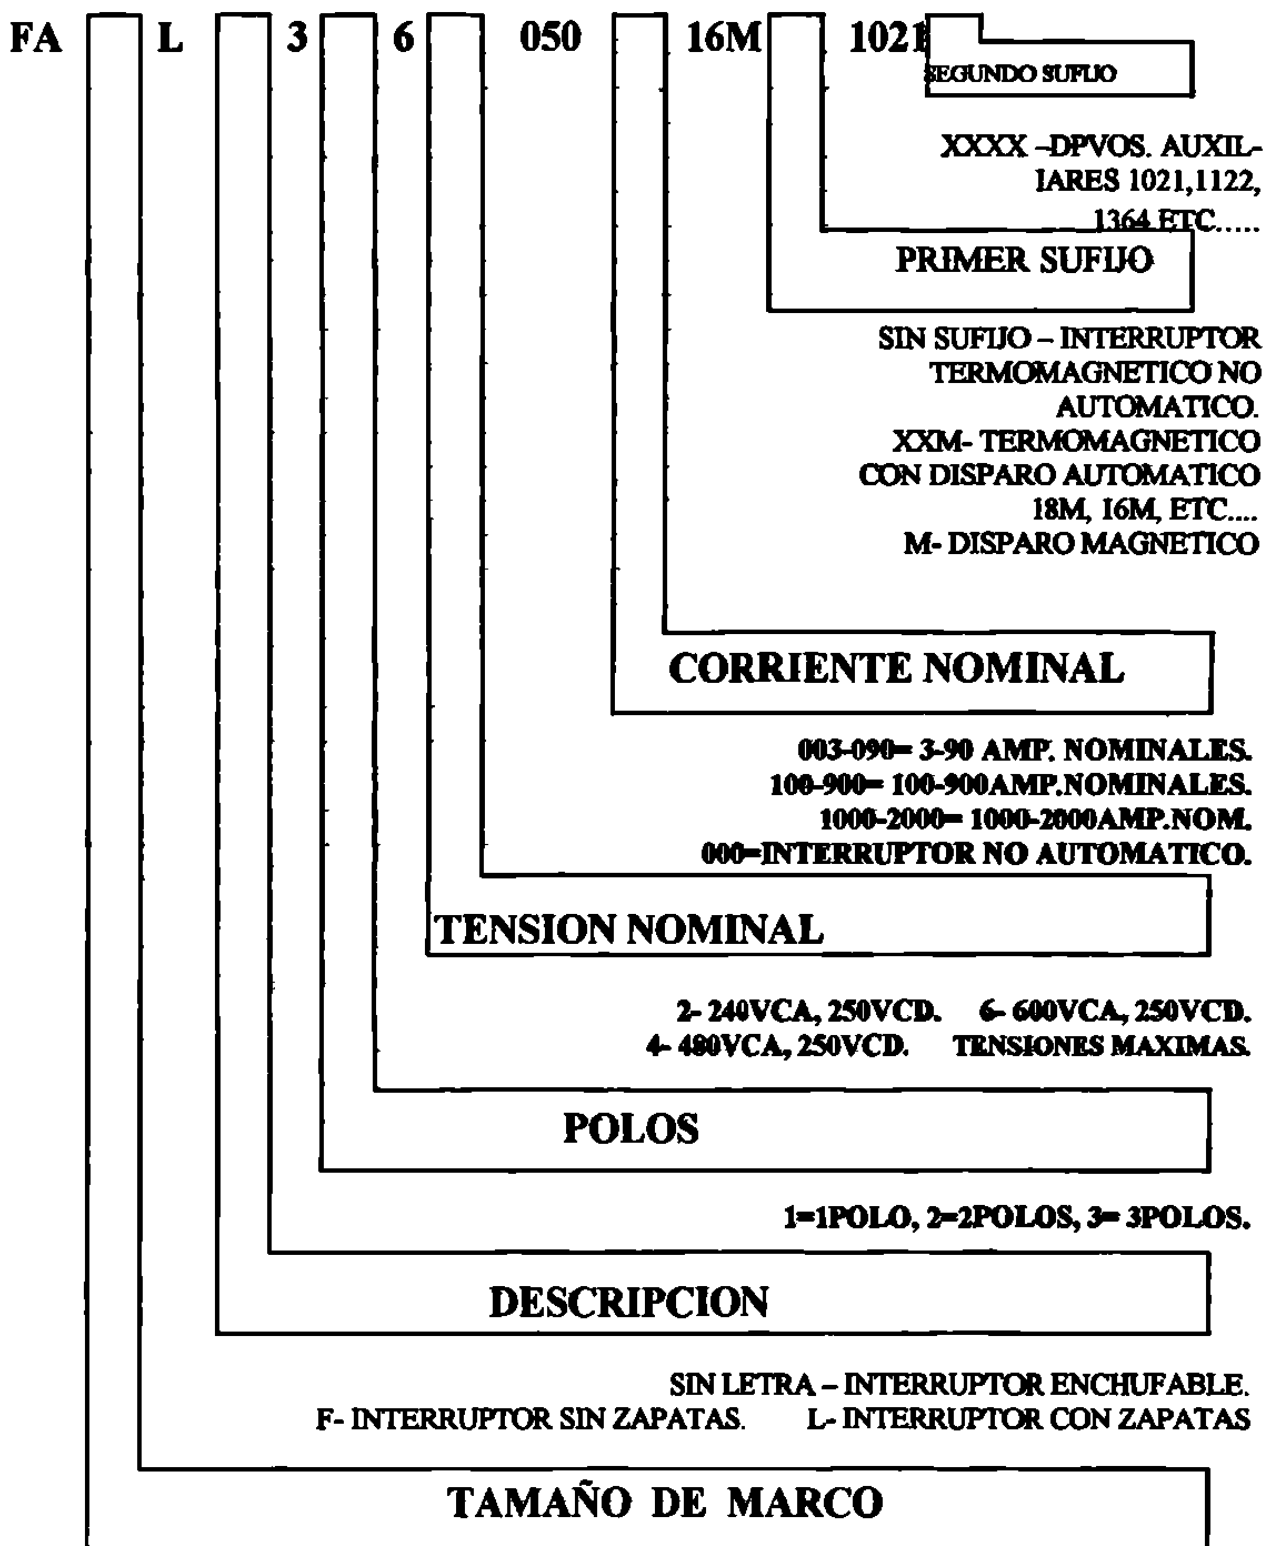 FA L 3 6 050 16M 1021
SEGUNDO SUFIJO
XXXX -DPVOS. AUXIL-
IARES 1021,1122,
1364 ETC.....
PRIMER SUFIJO
SIN SUFIJO – INTERRUPTOR
TERMOMAGNETICO NO
AUTOMATICO.
XXM- TERMOMAGNETICO
CON DISPARO AUTOMATICO
18M, 16M, ETC....
M- DISPARO MAGNETICO
CORRIENTE NOMINAL
003-090= 3-90 AMP. NOMINALES.
100-900= 100-900AMP.NOMINALES.
1000-2000= 1000-2000AMP.NOM.
000=INTERRUPTOR NO AUTOMATICO.
TENSION NOMINAL
2- 240VCA, 250VCD. 6- 600VCA, 250VCD.
4- 480VCA, 250VCD. TENSIONES MAXIMAS.
POLOS
1=1POLO, 2=2POLOS, 3= 3POLOS.
DESCRIPCION
SIN LETRA – INTERRUPTOR ENCHUFABLE.
F- INTERRUPTOR SIN ZAPATAS. L- INTERRUPTOR CON ZAPATAS
TAMAÑO DE MARCO